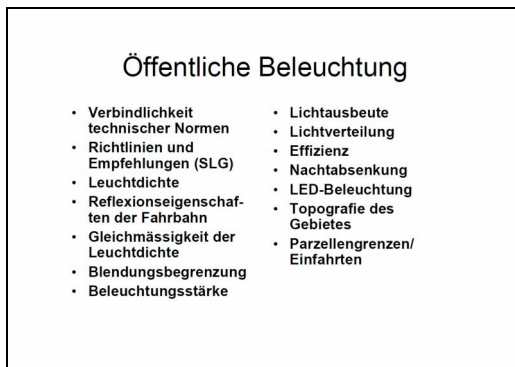 Öffentliche Beleuchtung
• Verbindlichkeit
technischer Normen
• Richtlinien und
Empfehlungen (SLG)
• Leuchtdichte
• Reflexionseigenschaf-
ten der Fahrbahn
• Gleichmässigkeit der
Leuchtdichte
• Blendungsbegrenzung
• Beleuchtungsstärke
• Lichtausbeute
• Lichtverteilung
• Effizienz
• Nachtabsenkung
• LED-Beleuchtung
• Topografie des
Gebietes
• Parzellengrenzen/
Einfahrten